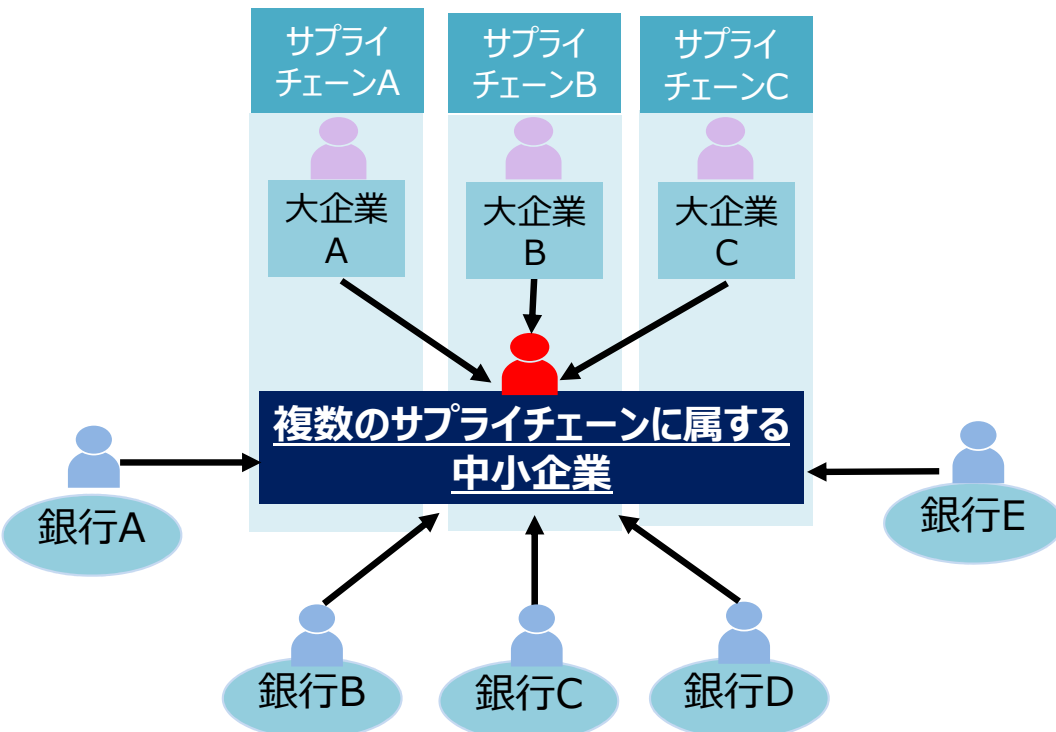 サプライ
チェーンA
サプライ
チェーンB
サプライ
チェーンC
大企業
A
大企業
B
大企業
C
複数のサプライチェーンに属する
中小企業
銀行A
銀行E
銀行B
銀行C
銀行D